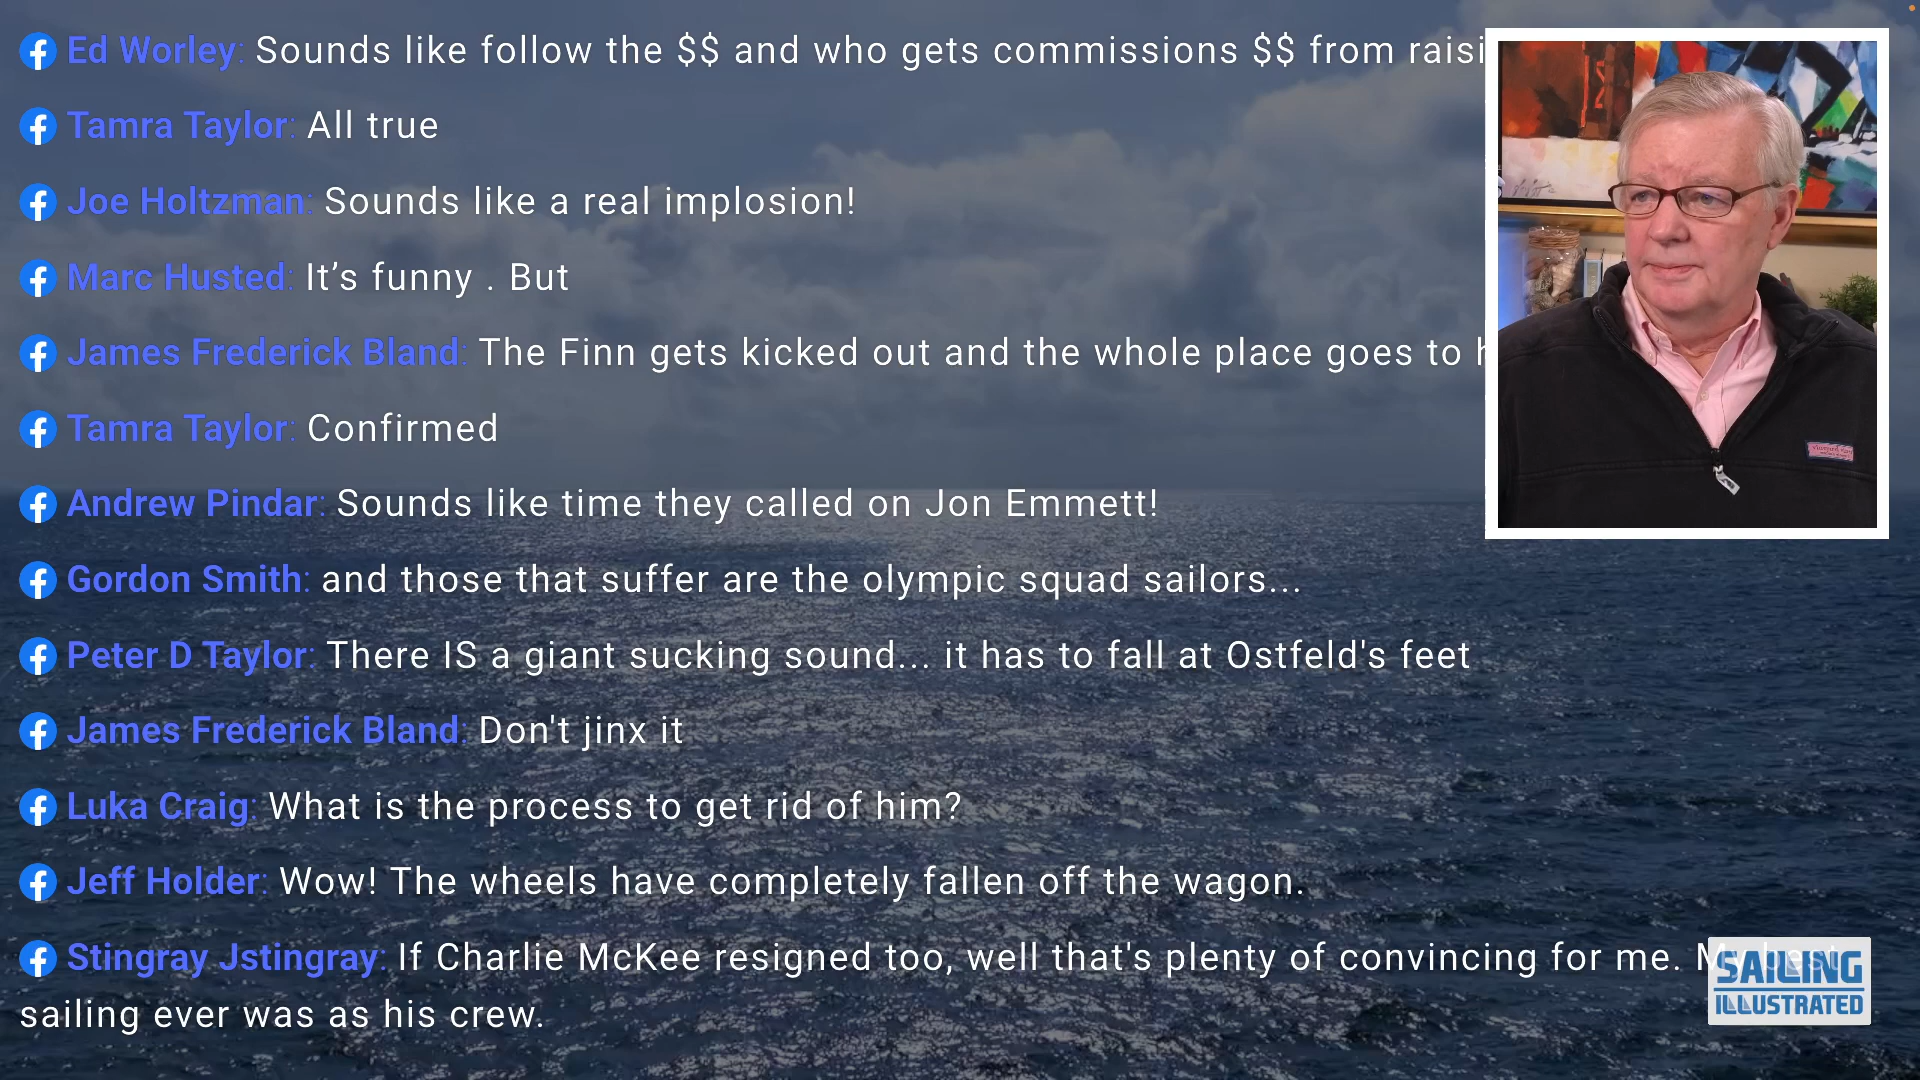 Ed Worley: Sounds like follow the $$ and who gets commissions $$ from raisi
Tamra Taylor: All true
Joe Holtzman: Sounds like a real implosion!
Marc Husted: It’s funny . But
James Frederick Bland: The Finn gets kicked out and the whole place goes to
Tamra Taylor: Confirmed
Andrew Pindar: Sounds like time they called on Jon Emmett!
Gordon Smith: and those that suffer are the olympic squad sailors...
Peter D Taylor: There IS a giant sucking sound... it has to fall at Ostfeld's feet
James Frederick Bland: Don't jinx it
Luka Craig: What is the process to get rid of him?
Jeff Holder: Wow! The wheels have completely fallen off the wagon.
Stingray Jstingray: If Charlie McKee resigned too, well that's plenty of convincing for me. My best
sailing ever was as his crew.
SAILING
ILLUSTRATED